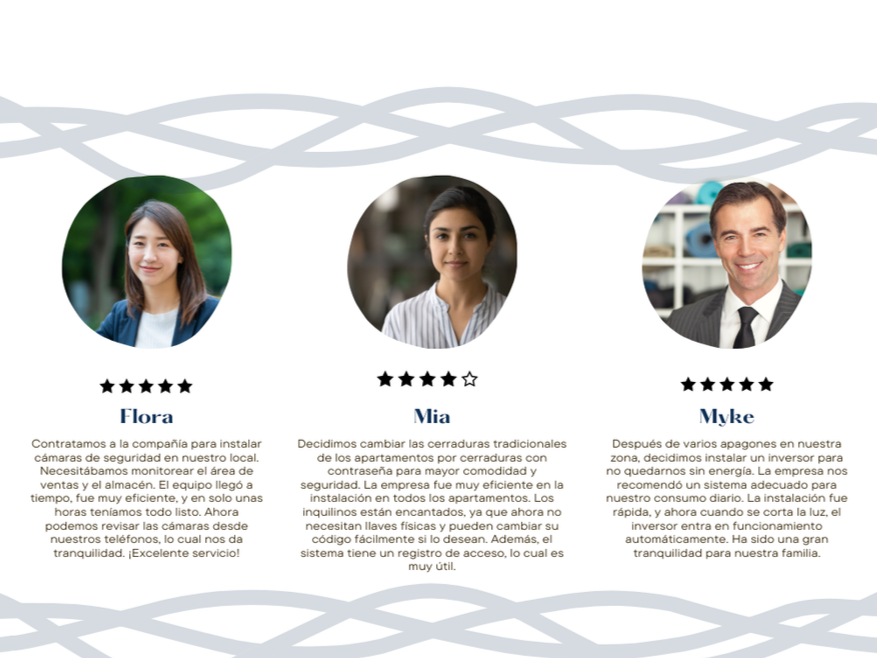 Flora
Contratamos a la compañía para instalar
cámaras de seguridad en nuestro local.
Necesitábamos monitorear el área de
ventas y el almacén. El equipo llegó a
tiempo, fue muy eficiente, y en solo unas
horas teníamos todo listo. Ahora
podemos revisar las cámaras desde
nuestros teléfonos, lo cual nos da
tranquilidad. ¡Excelente servicio!
Mia
Decidimos cambiar las cerraduras tradicionales
de los apartamentos por cerraduras con
contraseña para mayor comodidad y
seguridad. La empresa fue muy eficiente en la
instalación en todos los apartamentos. Los
inquilinos están encantados, ya que ahora no
necesitan llaves físicas y pueden cambiar su
código fácilmente si lo desean. Además, el
sistema tiene un registro de acceso, lo cual es
muy útil.
Myke
Después de varios apagones en nuestra
zona, decidimos instalar un inversor para
no quedarnos sin energía. La empresa nos
recomendó un sistema adecuado para
nuestro consumo diario. La instalación fue
rápida, y ahora cuando se corta la luz, el
inversor entra en funcionamiento
automáticamente. Ha sido una gran
tranquilidad para nuestra familia.